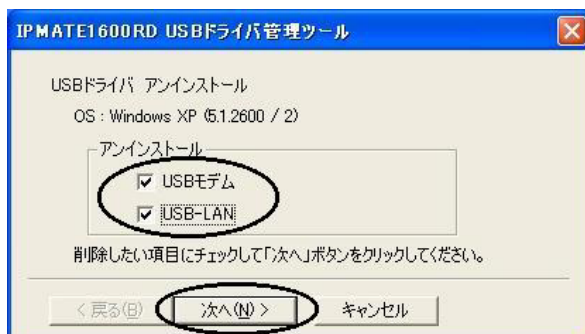 IPMATE1600RD USBドライバ管理ツール
USBドライバ アンインストール
OS : Windows XP (5.1.2600 / 2)
アンインストール
USBモデム
USB-LAN
削除したい項目にチェックして「次へ」ボタンをクリックしてください。
< 戻る(B) 次へ(N) > キャンセル